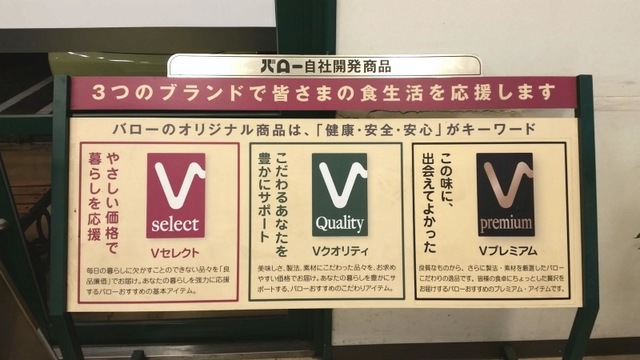 バロー自社開発商品
3つのブランドで皆さまの食生活を応援します
バローのオリジナル商品は、「健康・安全・安心」がキーワード
やさしい価格で
暮らしを応援
V
select
Vセレクト
毎日の暮らしに欠かすことのできない品々を「良
品廉価」でお届け。あなたの暮らしを強力に応援
するバローおすすめの基本アイテム。
こだわるあなたを
豊かにサポート
V
Quality
Vクオリティ
美味しさ、製法、素材にこだわった品々を、お求め
やすい価格でお届け。あなたの暮らしを豊かにサ
ポートする、バローおすすめのこだわりアイテム。
この味に、
出会えてよかった
V
premium
Vプレミアム
良質なものから、さらに製法・素材を厳選したバロー
こだわりの逸品です。皆様の食卓にちょっとした贅沢を
お届けするバローおすすめのプレミアム・アイテムです。